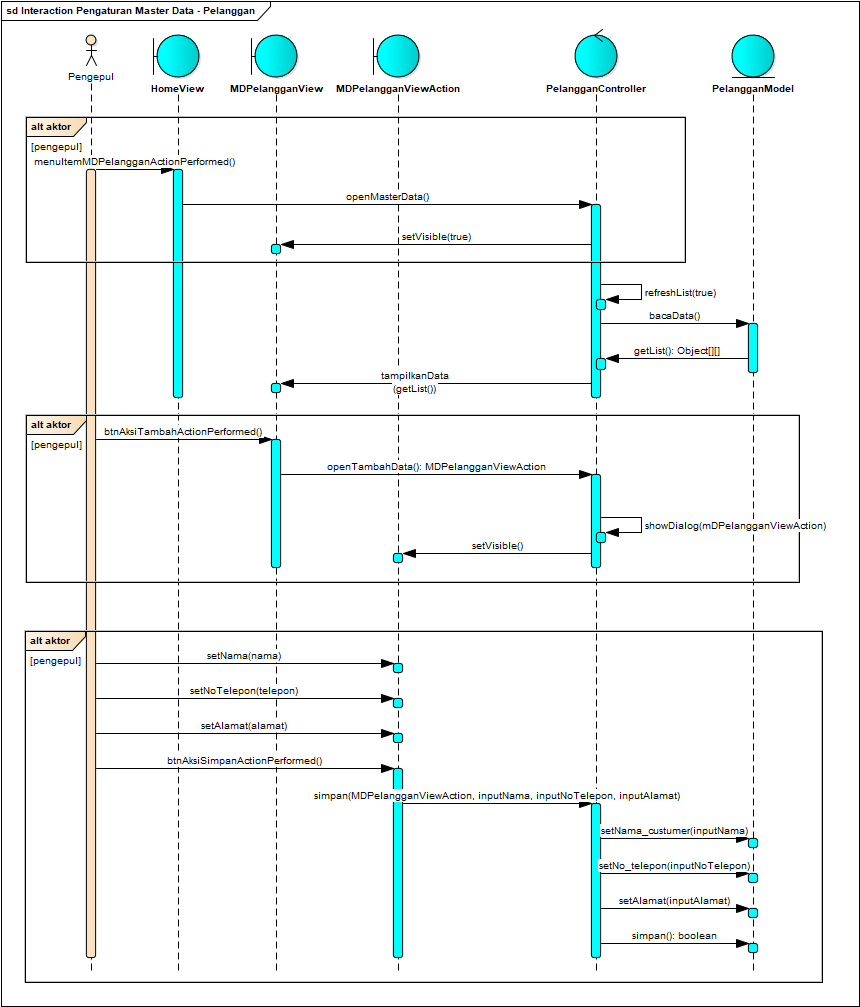 sd Interaction Pengaturan Master Data - Pelanggan
Pengepul
HomeView
MDPelangganView
MDPelangganViewAction
PelangganController
PelangganModel
alt aktor
[pengepul]
menuItemMDPelangganActionPerformed()
openMasterData()
setVisible(true)
refreshList(true)
bacaData()
getList(): Object[][]
tampilkanData
(getList())
alt aktor
[pengepul]
btnAksiTambahActionPerformed()
openTambahData(): MDPelangganViewAction
showDialog(mDPelangganViewAction)
setVisible()
alt aktor
[pengepul]
setNama(nama)
setNoTelepon(telepon)
setAlamat(alamat)
btnAksiSimpanActionPerformed()
simpan(MDPelangganViewAction, inputNama, inputNoTelepon, inputAlamat)
setNama_custumer(inputNama)
setNo_telepon(inputNoTelepon)
setAlamat(inputAlamat)
simpan(): boolean